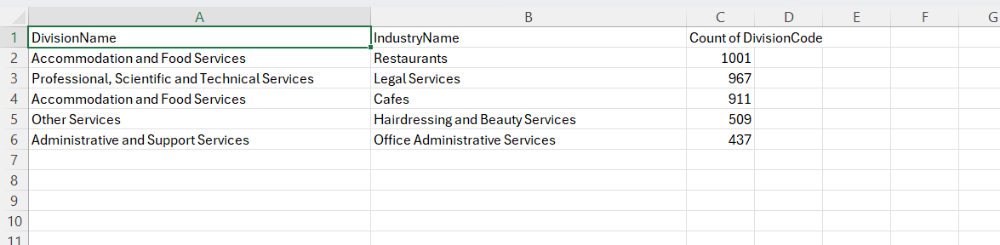 A B C D E F G
1 DivisionName IndustryName Count of DivisionCode
2 Accommodation and Food Services Restaurants 1001
3 Professional, Scientific and Technical Services Legal Services 967
4 Accommodation and Food Services Cafes 911
5 Other Services Hairdressing and Beauty Services 509
6 Administrative and Support Services Office Administrative Services 437
7
8
9
10
11